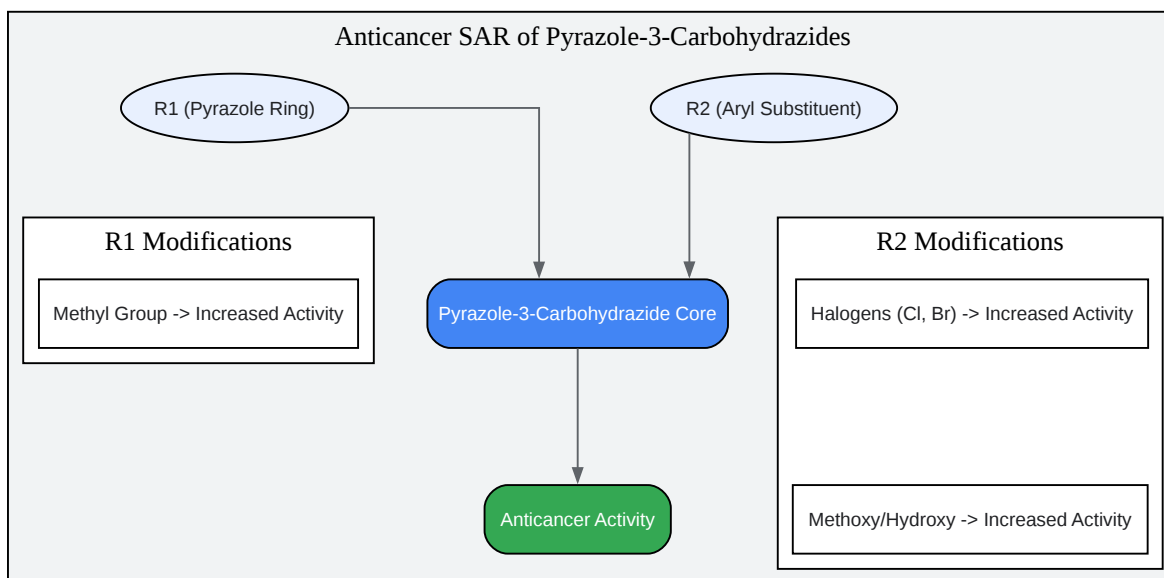 Anticancer SAR of Pyrazole-3-Carbohydrazides
R1 (Pyrazole Ring)
R2 (Aryl Substituent)
R1 Modifications
Methyl Group -> Increased Activity
Pyrazole-3-Carbohydrazide Core
R2 Modifications
Halogens (Cl, Br) -> Increased Activity
Anticancer Activity
Methoxy/Hydroxy -> Increased Activity